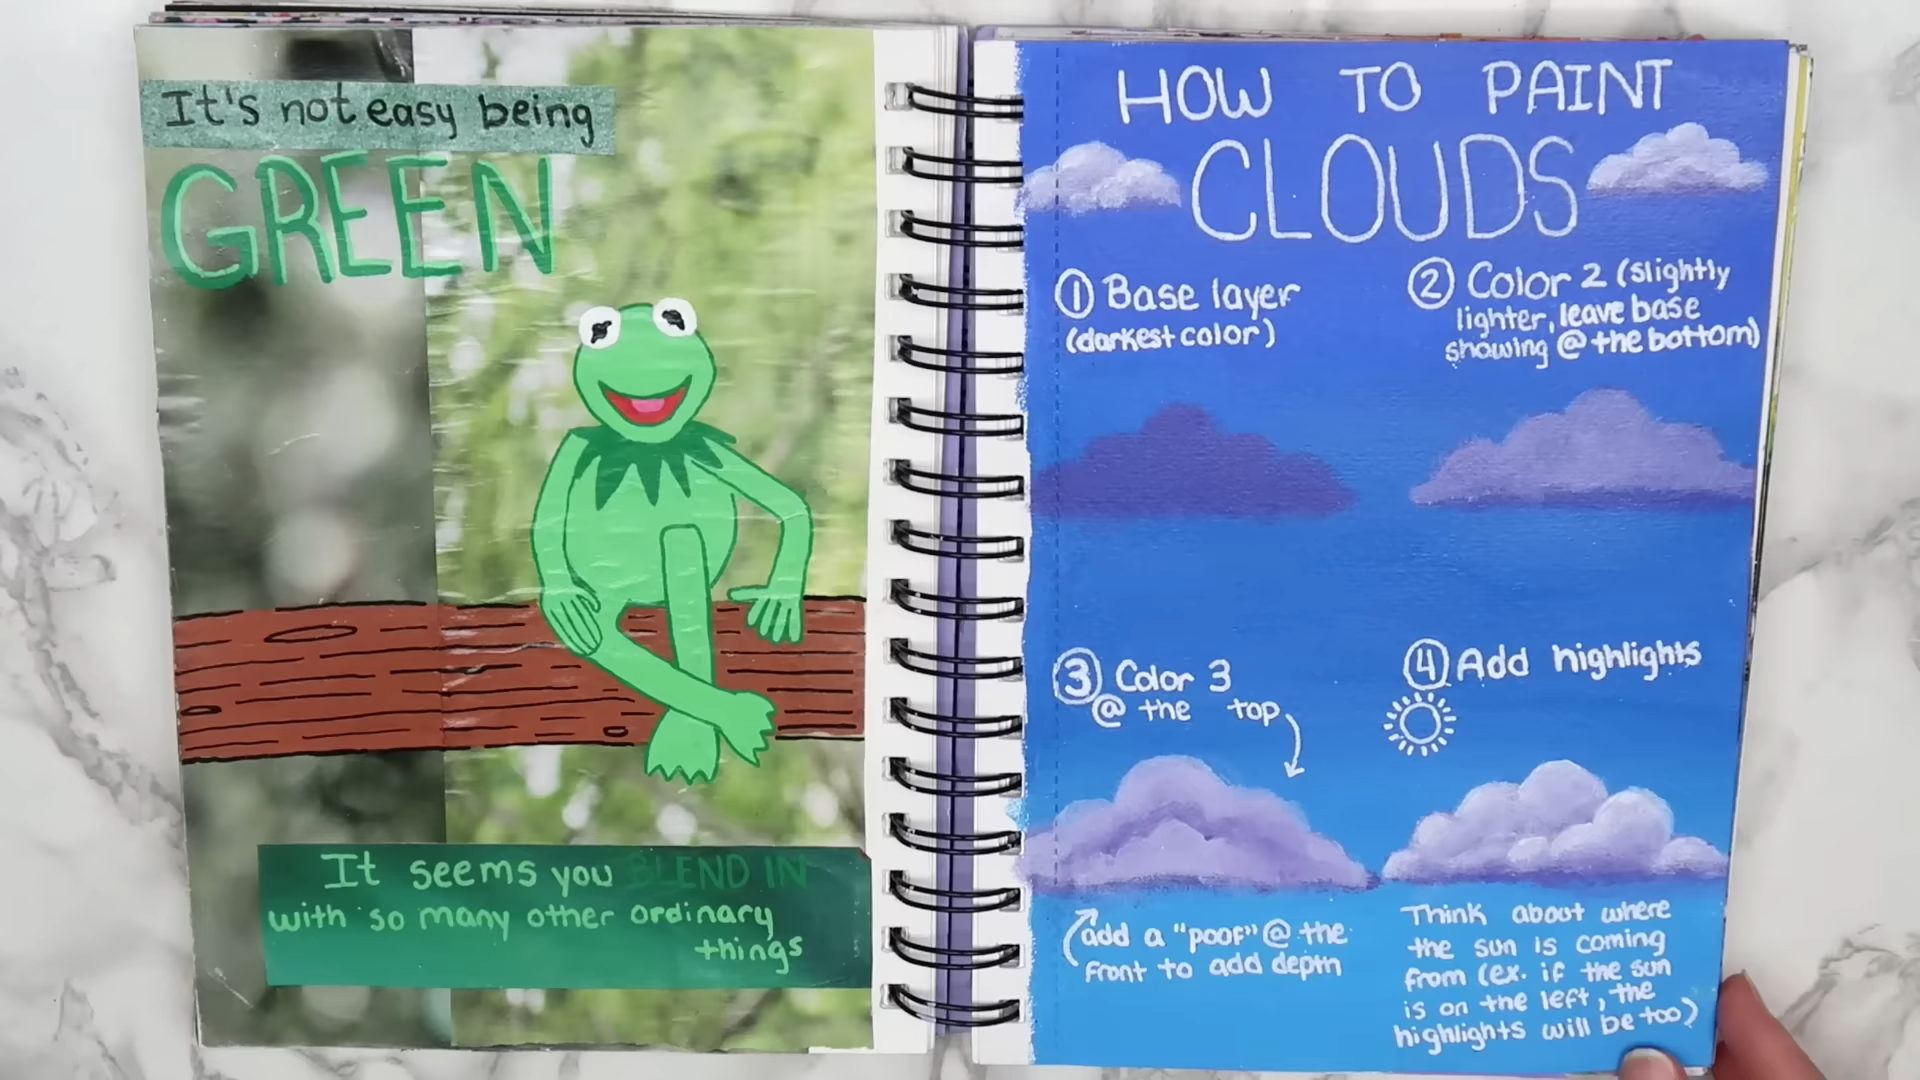 It's not easy being
GREEN
It seems you BLEND IN
with so many other ordinary
things
HOW TO PAINT
CLOUDS
1 Base layer
(darkest color)
2 Color 2 (slightly
lighter, leave base
showing @ the bottom)
3 Color 3
@ the top
add a "poof" @ the
front to add depth
4 Add highlights
Think about where
the sun is coming
from (ex. if the sun
is on the left, the
highlights will be too)